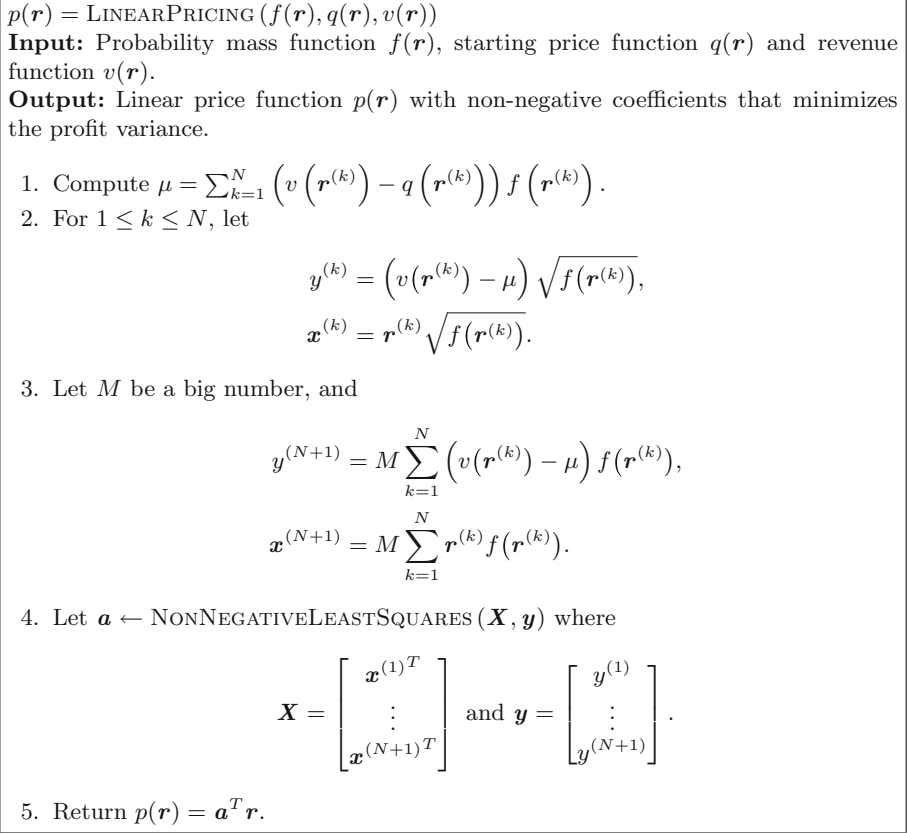 p(r) = LINEARPRICING (f(r), q(r), v(r))
Input: Probability mass function f(r), starting price function q(r) and revenue
function v(r).
Output: Linear price function p(r) with non-negative coefficients that minimizes
the profit variance.
1. Compute μ = ∑_{k=1}^{N} (v (r^{(k)}) − q (r^{(k)})) f (r^{(k)}) .
2. For 1 ≤ k ≤ N, let
y^{(k)} = (v(r^{(k)}) − μ) √f(r^{(k)}),
x^{(k)} = r^{(k)} √f(r^{(k)}).
3. Let M be a big number, and
y^{(N+1)} = M ∑_{k=1}^{N} (v(r^{(k)}) − μ) f(r^{(k)}),
x^{(N+1)} = M ∑_{k=1}^{N} r^{(k)} f(r^{(k)}).
4. Let a ← NONNEGATIVELEASTSQUARES (X, y) where
X = [x^{(1)T} ⋮ x^{(N+1)T}] and y = [y^{(1)} ⋮ y^{(N+1)}] .
5. Return p(r) = a^T r.